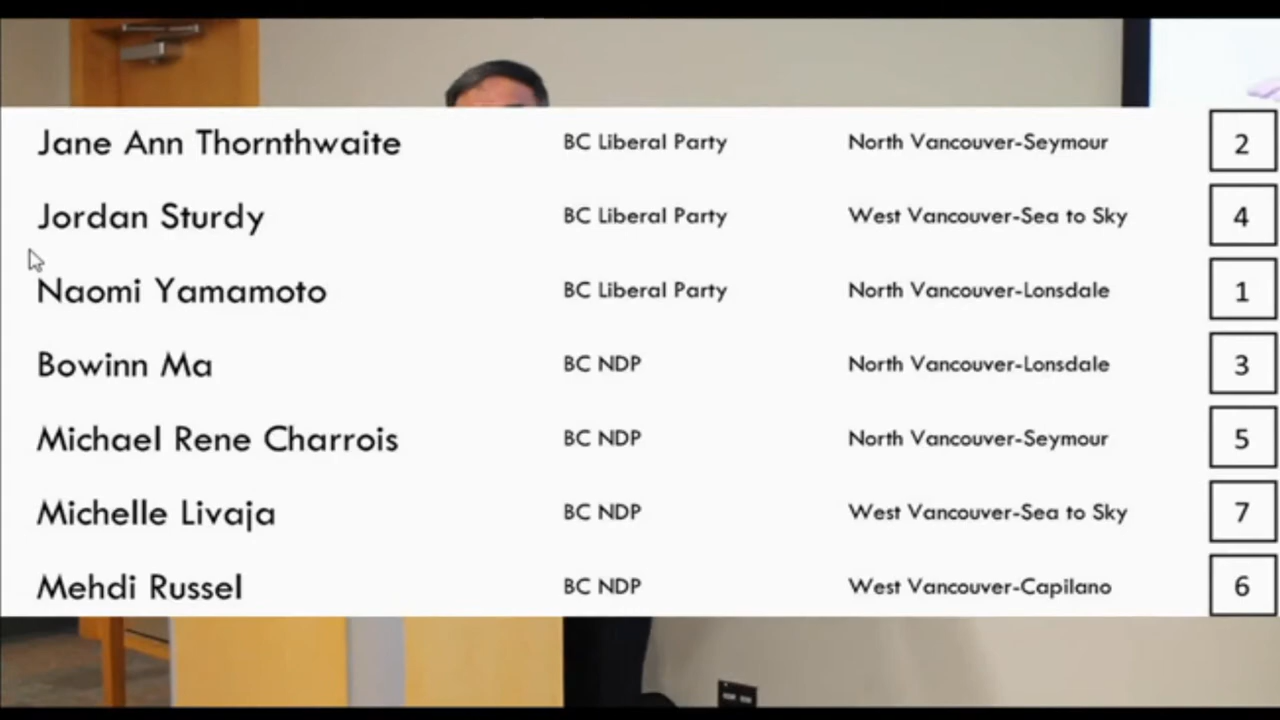 Jane Ann Thornthwaite BC Liberal Party North Vancouver-Seymour 2
Jordan Sturdy BC Liberal Party West Vancouver-Sea to Sky 4
Naomi Yamamoto BC Liberal Party North Vancouver-Lonsdale 1
Bowinn Ma BC NDP North Vancouver-Lonsdale 3
Michael Rene Charrois BC NDP North Vancouver-Seymour 5
Michelle Livaja BC NDP West Vancouver-Sea to Sky 7
Mehdi Russel BC NDP West Vancouver-Capilano 6